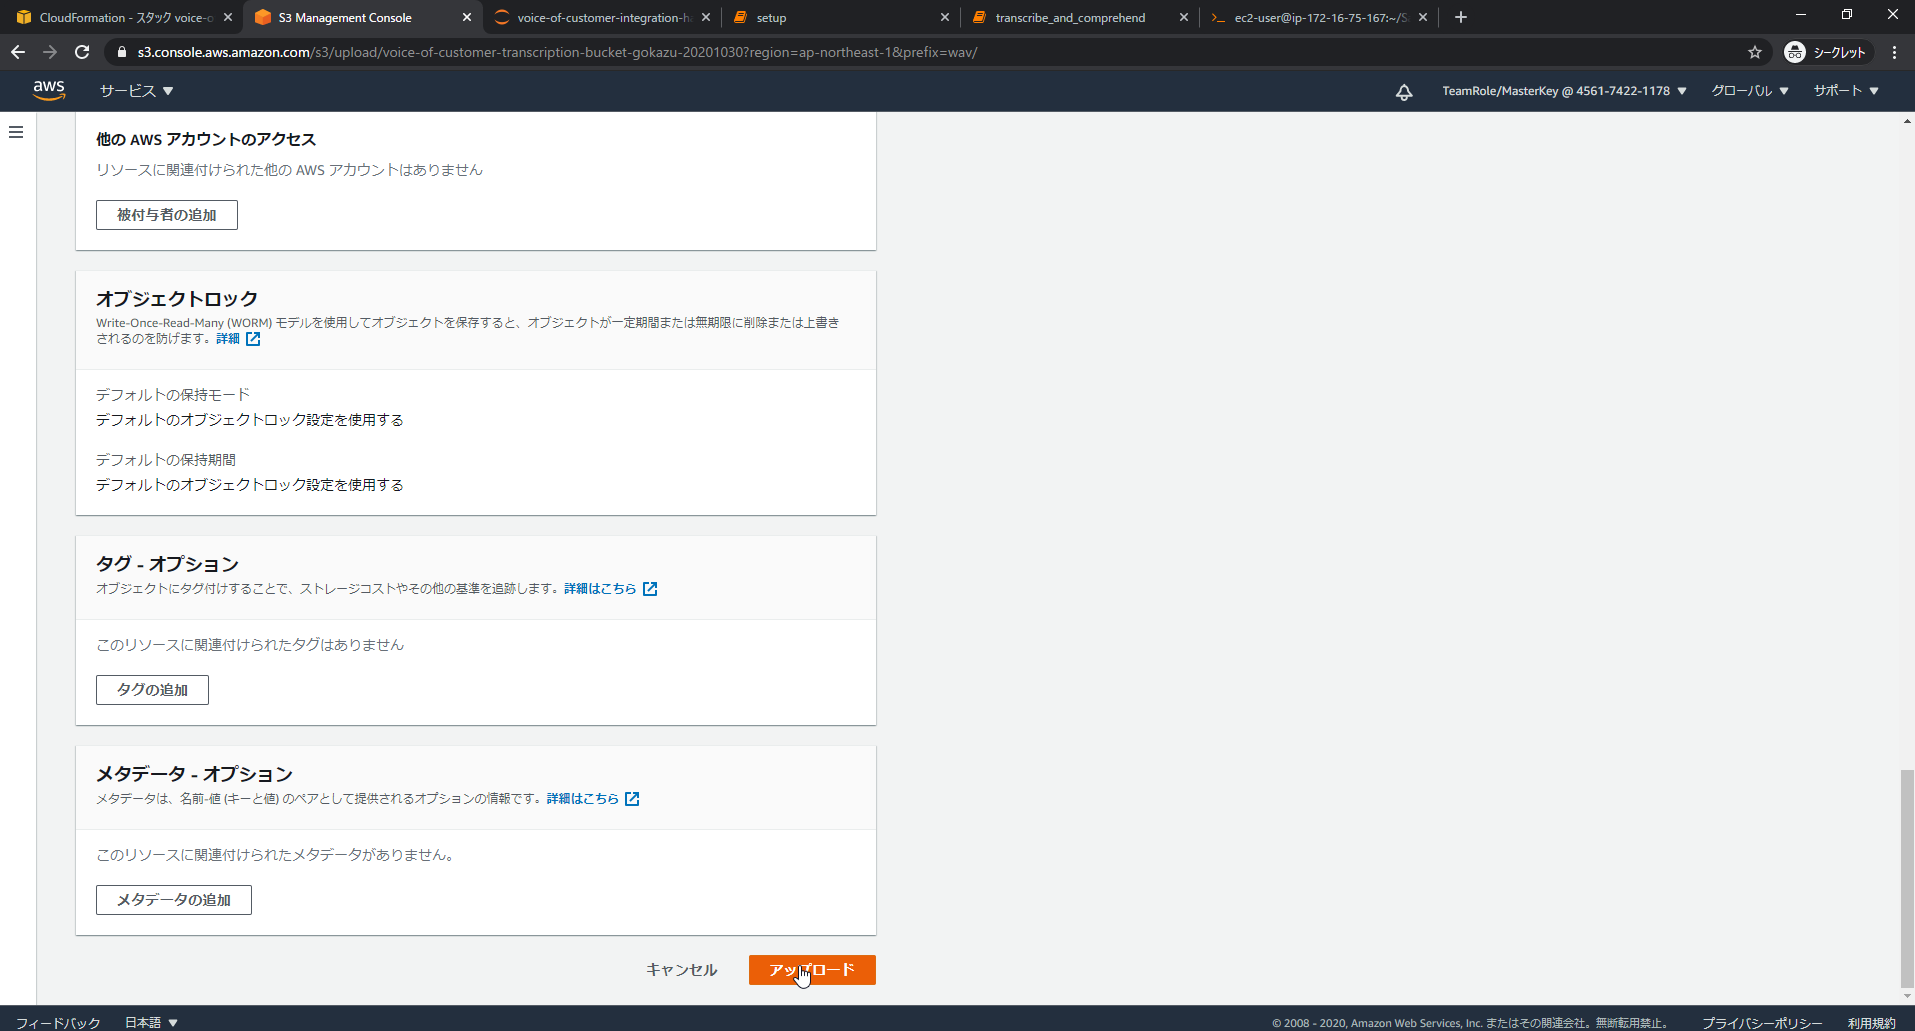 CloudFormation - スタック voice-o
S3 Management Console
voice-of-customer-integration-ha
setup
transcribe_and_comprehend
ec2-user@ip-172-16-75-167:~/S
s3.console.aws.amazon.com/s3/upload/voice-of-customer-transcription-bucket-gokazu-20201030?region=ap-northeast-1&prefix=wav/
シークレット
aws
サービス
TeamRole/MasterKey @ 4561-7422-1178
グローバル
サポート
他の AWS アカウントのアクセス
リソースに関連付けられた他の AWS アカウントはありません
被付与者の追加
オブジェクトロック
Write-Once-Read-Many (WORM) モデルを使用してオブジェクトを保存すると、オブジェクトが一定期間または無期限に削除または上書き
されるのを防げます。詳細
デフォルトの保持モード
デフォルトのオブジェクトロック設定を使用する
デフォルトの保持期間
デフォルトのオブジェクトロック設定を使用する
タグ - オプション
オブジェクトにタグ付けすることで、ストレージコストやその他の基準を追跡します。詳細はこちら
このリソースに関連付けられたタグはありません
タグの追加
メタデータ - オプション
メタデータは、名前-値 (キーと値) のペアとして提供されるオプションの情報です。詳細はこちら
このリソースに関連付けられたメタデータがありません。
メタデータの追加
キャンセル
アップロード
フィードバック
日本語
© 2008 - 2020, Amazon Web Services, Inc. またはその関連会社。無断転用禁止。
プライバシーポリシー
利用規約